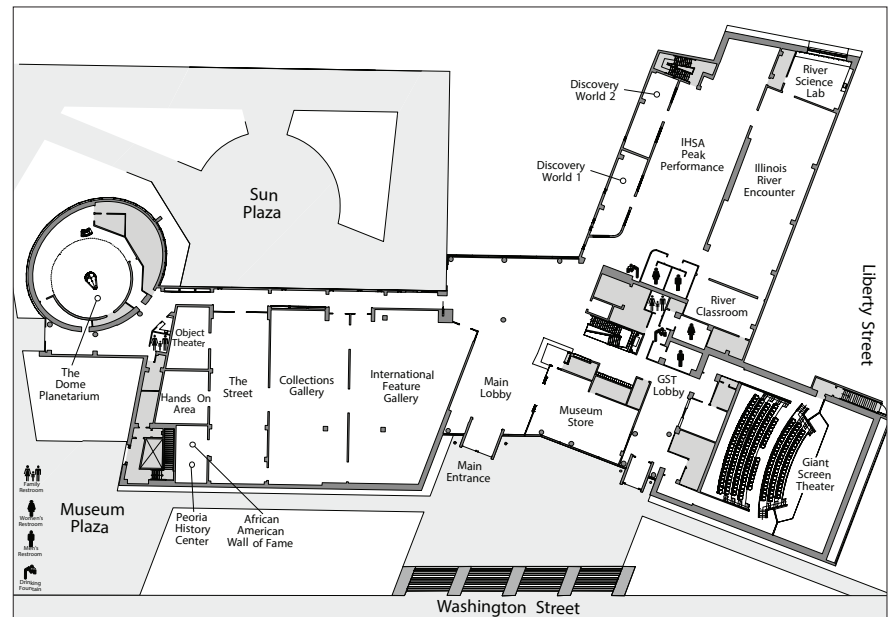 River
Science
Lab
Discovery
World 2
IHSA
Peak
Performance
Discovery
World 1
Illinois
River
Encounter
Sun
Plaza
Liberty Street
River
Classroom
Object
Theater
The
Dome
Planetarium
Hands On
Area
The
Street
Collections
Gallery
International
Feature
Gallery
Main
Lobby
Museum
Store
GST
Lobby
Giant
Screen
Theater
Main
Entrance
Family
Restroom
Women's
Restroom
Men's
Restroom
Drinking
Fountain
Museum
Plaza
Peoria
History
Center
African
American
Wall of Fame
Washington Street